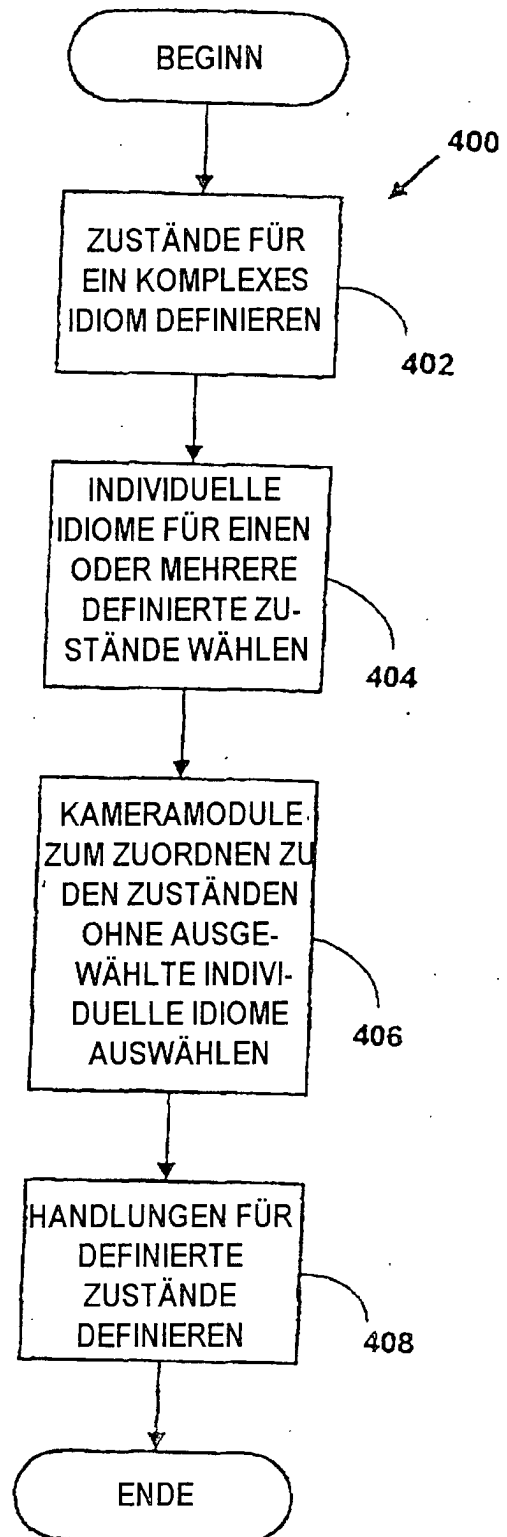 BEGINN
400
ZUSTÄNDE FÜR
EIN KOMPLEXES
IDIOM DEFINIEREN
402
INDIVIDUELLE
IDIOME FÜR EINEN
ODER MEHRERE
DEFINIERTE ZU-
STÄNDE WÄHLEN
404
KAMERAMODULE
ZUM ZUORDNEN ZU
DEN ZUSTÄNDEN
OHNE AUSGE-
WÄHLTE INDIVI-
DUELLE IDIOME
AUSWÄHLEN
406
HANDLUNGEN FÜR
DEFINIERTE
ZUSTÄNDE
DEFINIEREN
408
ENDE